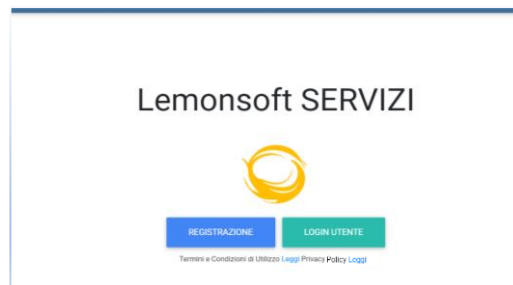 Lemonsoft SERVIZI
REGISTRAZIONE LOGIN UTENTE
Termini e Condizioni di Utilizzo Leggi Privacy Policy Leggi